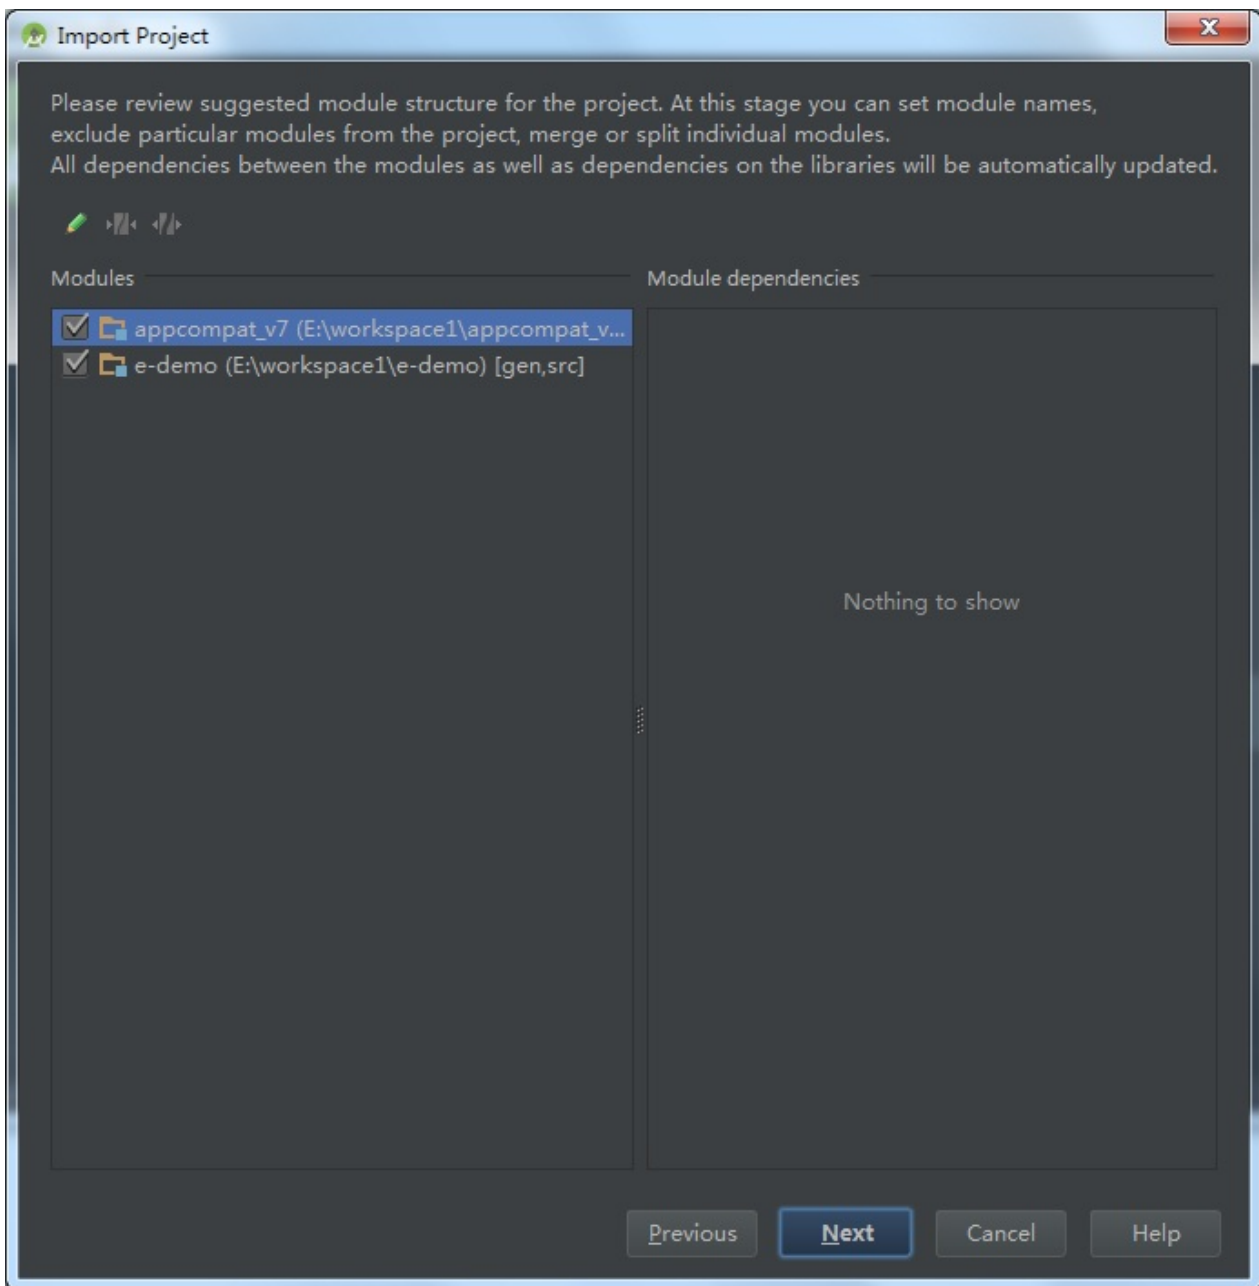 Import Project
Please review suggested module structure for the project. At this stage you can set module names,
exclude particular modules from the project, merge or split individual modules.
All dependencies between the modules as well as dependencies on the libraries will be automatically updated.
Modules
Module dependencies
appcompat_v7 (E:\workspace1\appcompat_v...
e-demo (E:\workspace1\e-demo) [gen,src]
Nothing to show
Previous
Next
Cancel
Help